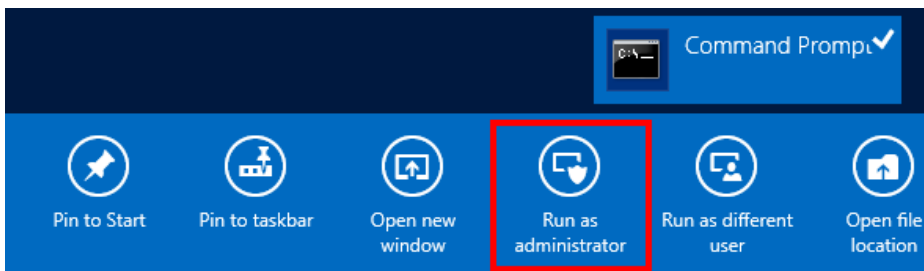 C:\_
Command Prompt
Pin to Start
Pin to taskbar
Open new
window
Run as
administrator
Run as different
user
Open file
location